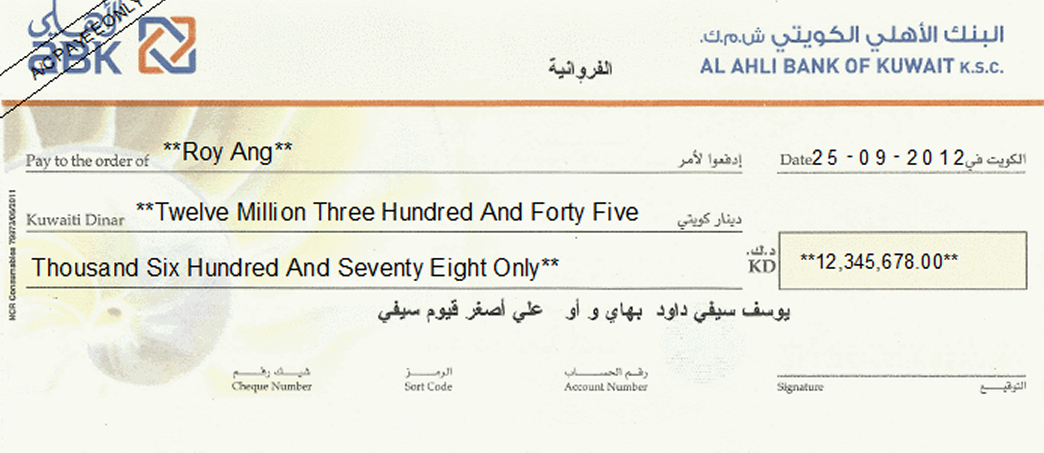 A/C PAYEE ONLY
الأهلي
aBK
البنك الأهلي الكويتي ش.م.ك.
AL AHLI BANK OF KUWAIT K.S.C.
الفروانية
Pay to the order of **Roy Ang** إدفعوا لأمر
Date 25-09-2012 الكويت في
Kuwaiti Dinar **Twelve Million Three Hundred And Forty Five دينار كويتي
Thousand Six Hundred And Seventy Eight Only**
د.ك.
KD **12,345,678.00**
يوسف سيفي داود بهاي و أو علي أصغر قيوم سيفي
شيك رقم الرمز رقم الحساب
Cheque Number Sort Code Account Number Signature التوقيع
MCR Consumables 79373/09/2011